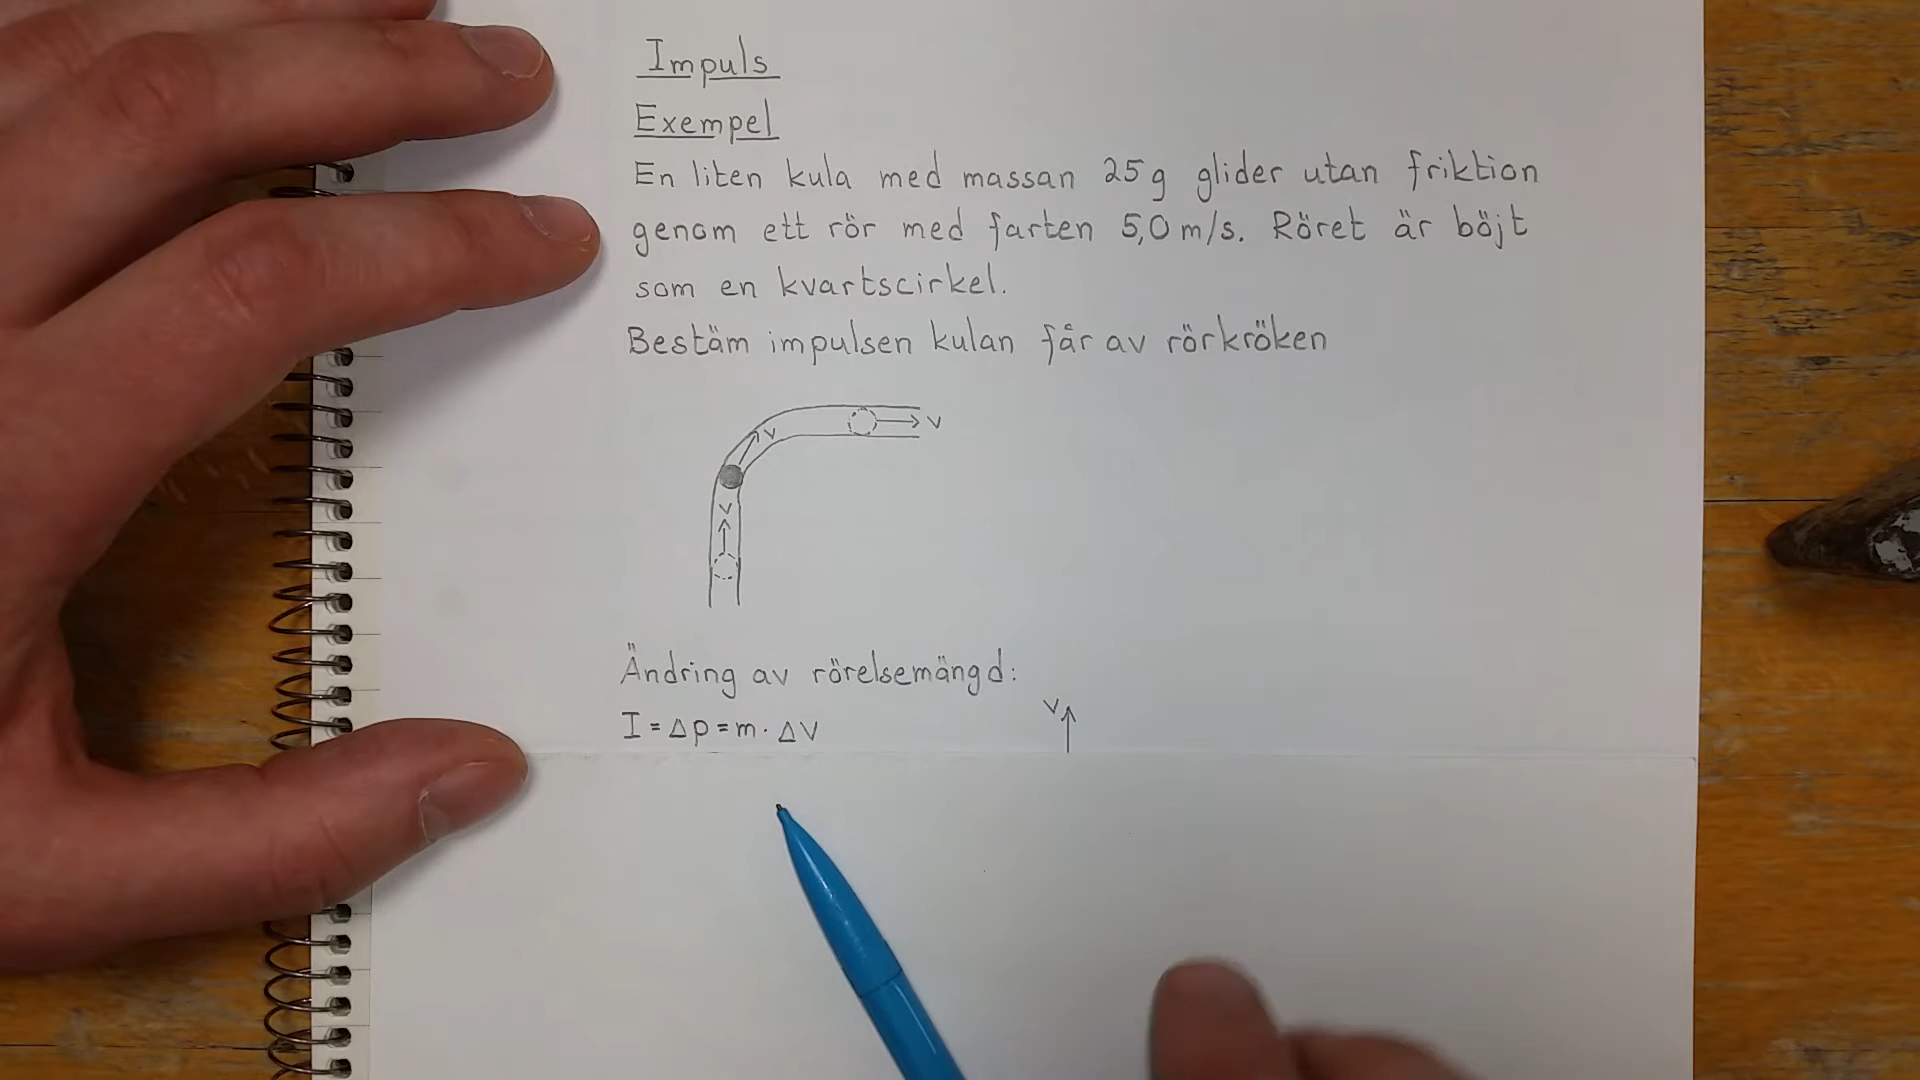 Impuls
Exempel
En liten kula med massan 25g glider utan friktion
genom ett rör med farten 5,0 m/s. Röret är böjt
som en kvartscirkel.
Bestäm impulsen kulan får av rörkröken
v
v
v
Ändring av rörelsemängd:
v
I = Δp = m · Δv